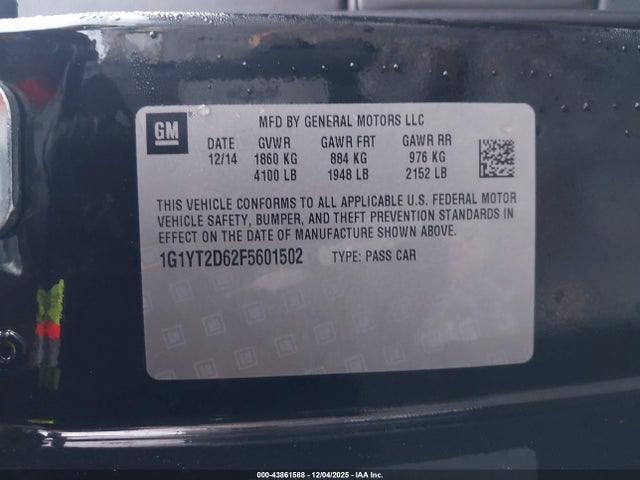 GM
MFD BY GENERAL MOTORS LLC
DATE GVWR GAWR FRT GAWR RR
12/14 1860 KG 884 KG 976 KG
4100 LB 1948 LB 2152 LB
THIS VEHICLE CONFORMS TO ALL APPLICABLE U.S. FEDERAL MOTOR
VEHICLE SAFETY, BUMPER, AND THEFT PREVENTION STANDARDS IN
EFFECT ON THE DATE OF MANUFACTURE SHOWN ABOVE.
1G1YT2D62F5601502 TYPE: PASS CAR
000-43861588 - 12/04/2025 - IAA Inc.